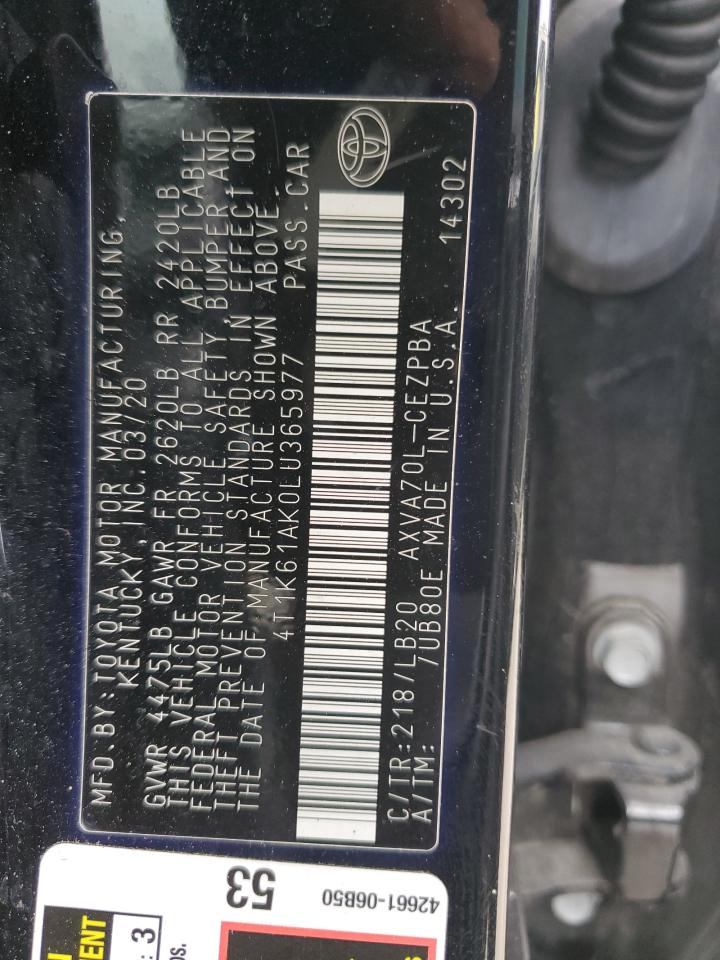 MFD.BY:TOYOTA MOTOR MANUFACTURING,
KENTUCKY, INC. 03/20
GVWR 4475LB GAWR FR 2620LB RR 2420LB
THIS VEHICLE CONFORMS TO ALL APPLICABLE
FEDERAL MOTOR VEHICLE SAFETY, BUMPER AND
THEFT PREVENTION STANDARDS IN EFFECT ON
THE DATE OF MANUFACTURE SHOWN ABOVE.
4T1K61AK0LU365977 PASS.CAR
C/TR:218/LB20 AXVA70L-CEZPBA
A/TM: 7UB80E MADE IN U.S.A. 14302
53
42661-06B50
: 3